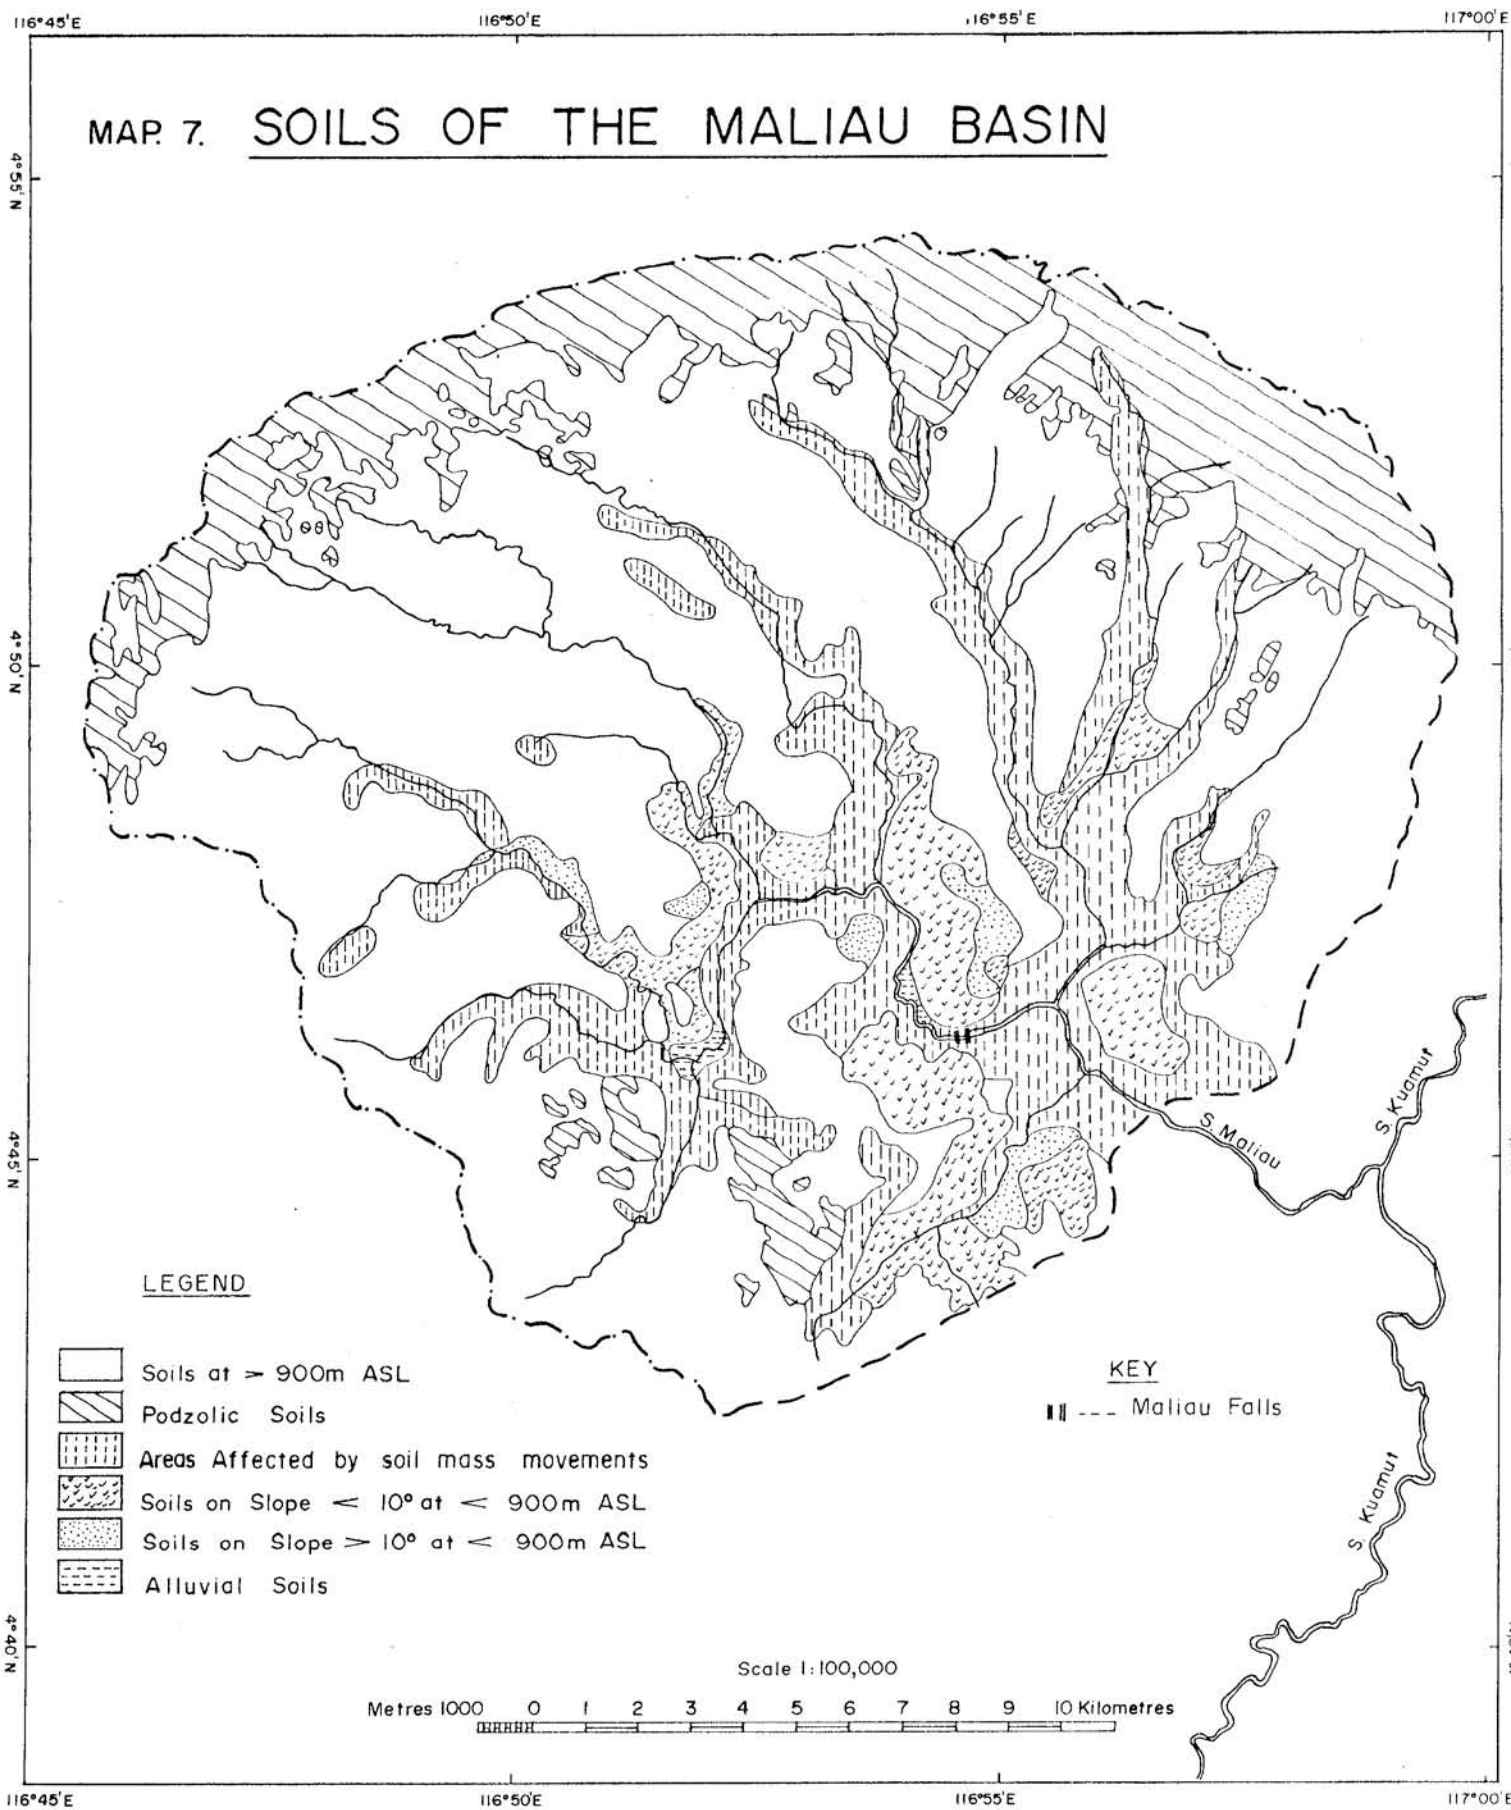 116°45'E 116°50'E 116°55'E 117°00'E
MAP. 7. SOILS OF THE MALIAU BASIN
4°55' N
4°50' N
4°45' N
4°40' N
S. Kuamut
S. Maliau
S. Kuamut
LEGEND
Soils at > 900m ASL
Podzolic Soils
Areas Affected by soil mass movements
Soils on Slope < 10° at < 900m ASL
Soils on Slope > 10° at < 900m ASL
Alluvial Soils
KEY
--- Maliau Falls
Scale 1:100,000
Metres 1000 0 1 2 3 4 5 6 7 8 9 10 Kilometres
116°45'E 116°50'E 116°55'E 117°00'E